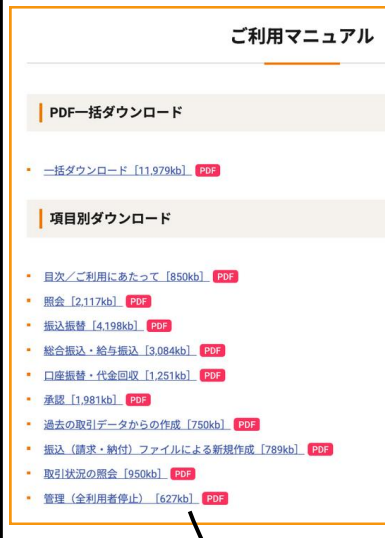 ご利用マニュアル
PDF一括ダウンロード
一括ダウンロード［11,979kb］ PDF
項目別ダウンロード
目次／ご利用にあたって［850kb］ PDF
照会［2,117kb］ PDF
振込振替［4,198kb］ PDF
総合振込・給与振込［3,084kb］ PDF
口座振替・代金回収［1,251kb］ PDF
承認［1,981kb］ PDF
過去の取引データからの作成［750kb］ PDF
振込（請求・納付）ファイルによる新規作成［789kb］ PDF
取引状況の照会［950kb］ PDF
管理（全利用者停止）［627kb］ PDF